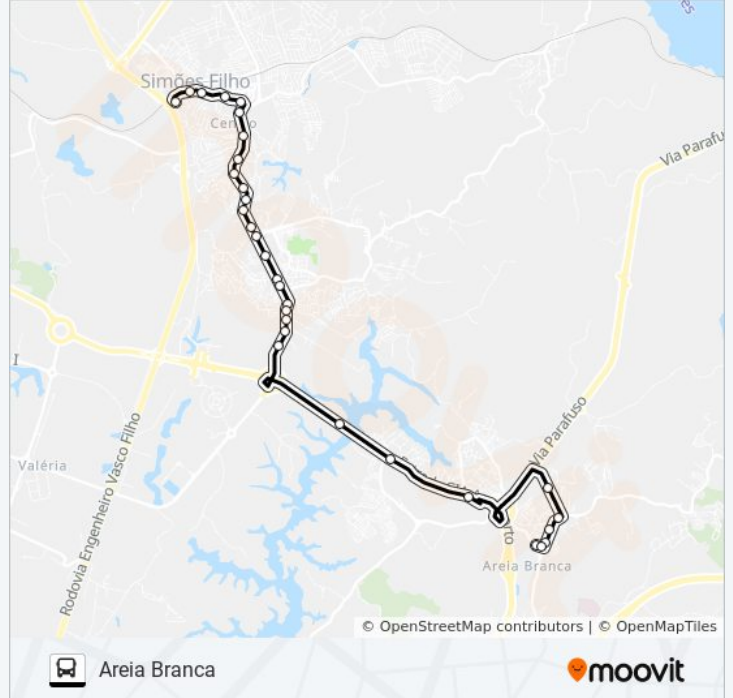 Simões Filho
Centro
Via Parafu
Via Parafuso
Valéria
Rodovia Engenheiro Vasco Filho
Areia Branca
© OpenStreetMap contributors | © OpenMapTiles
Areia Branca
moovit